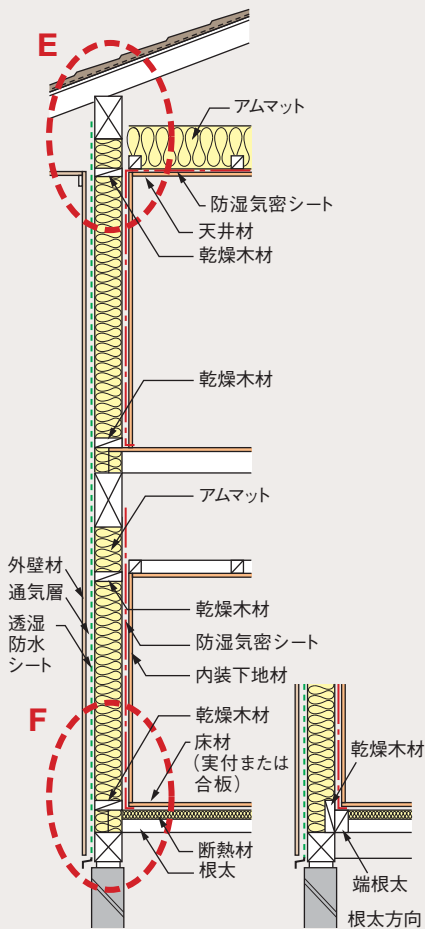 E
アムマット
防湿気密シート
天井材
乾燥木材
乾燥木材
アムマット
外壁材
通気層
透湿
防水
シート
乾燥木材
防湿気密シート
内装下地材
F
乾燥木材
床材
(実付または
合板)
断熱材
根太
乾燥木材
端根太
根太方向